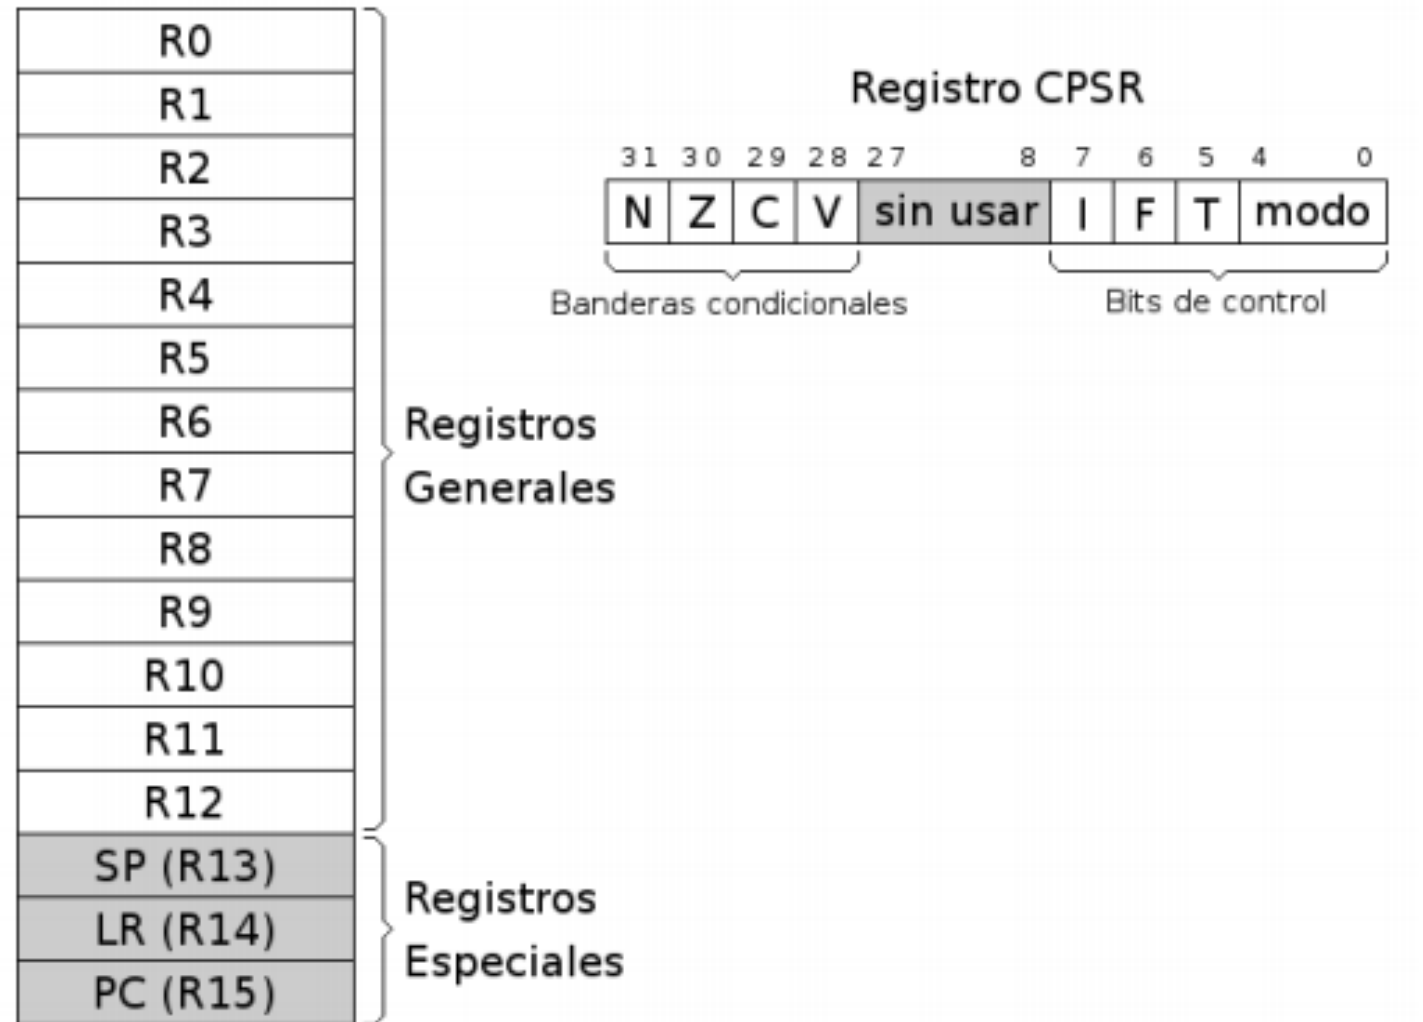 R0
R1
R2
R3
R4
R5
R6
R7
R8
R9
R10
R11
R12
SP (R13)
LR (R14)
PC (R15)
Registros
Generales
Registros
Especiales
Registro CPSR
31 30 29 28 27 8 7 6 5 4 0
N Z C V sin usar I F T modo
Banderas condicionales Bits de control